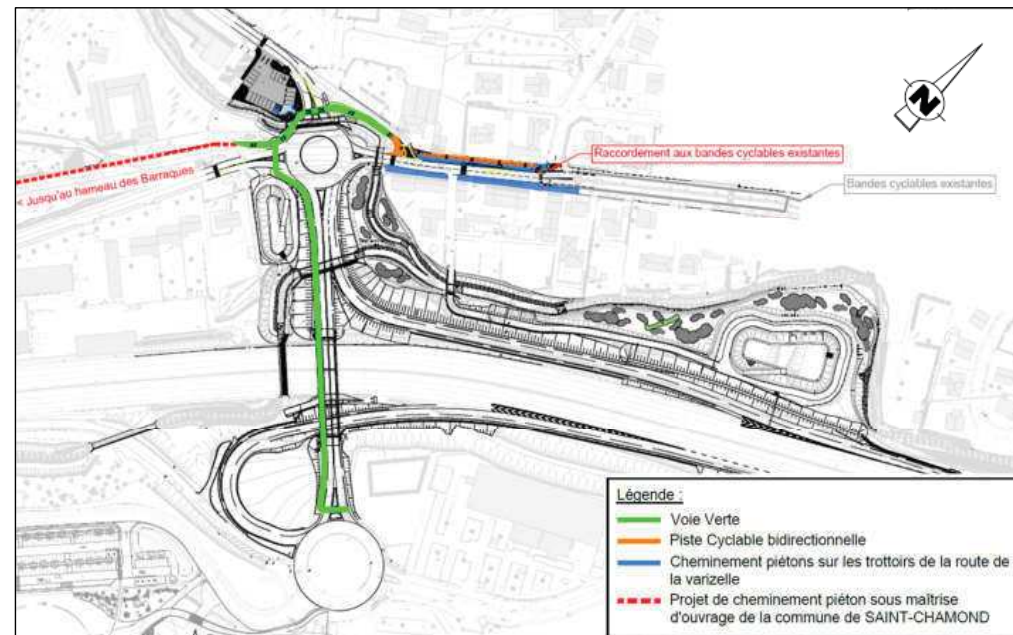 N
Raccordement aux bandes cyclables existantes
Bandes cyclables existantes
< Jusqu'au hameau des Barraques
Légende :
Voie Verte
Piste Cyclable bidirectionnelle
Cheminement piétons sur les trottoirs de la route de
la varizelle
Projet de cheminement piéton sous maîtrise
d'ouvrage de la commune de SAINT-CHAMOND